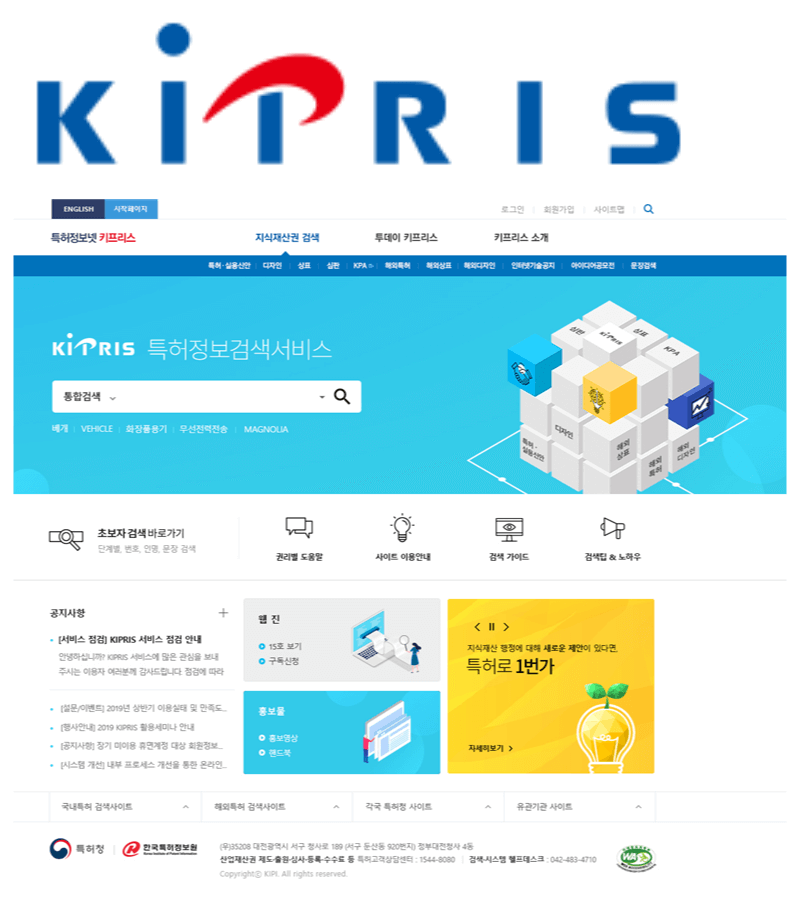 KiPRIS
ENGLISH 시작페이지
로그인 회원가입 사이트맵
특허정보넷 키프리스 지식재산권 검색 투데이 키프리스 키프리스 소개
특허·실용신안 디자인 상표 심판 KPA 해외특허 해외상표 해외디자인 인터넷기술공지 아이디어공모전 문장검색
KiPRIS 특허정보검색서비스
통합검색
베개 VEHICLE 화장품용기 무선전력전송 MAGNOLIA
심판 KiPRIS 상표 KPA
디자인
특허·실용신안
해외상표
해외특허
해외디자인
초보자 검색 바로가기
단계별, 번호, 인명, 문장 검색
권리별 도움말 사이트 이용안내 검색 가이드 검색팁 & 노하우
공지사항
[서비스 점검] KIPRIS 서비스 점검 안내
안녕하십니까? KIPRIS 서비스에 많은 관심을 보내
주시는 이용자 여러분께 감사드립니다. 점검에 따라
[설문/이벤트] 2019년 상반기 이용실태 및 만족도...
[행사안내] 2019 KIPRIS 활용세미나 안내
[공지사항] 장기 미이용 휴면계정 대상 회원정보...
[시스템 개선] 내부 프로세스 개선을 통한 온라인...
웹 진
15호 보기
구독신청
홍보물
홍보영상
핸드북
지식재산 행정에 대해 새로운 제안이 있다면,
특허로 1번가
자세히보기
국내특허 검색사이트 해외특허 검색사이트 각국 특허청 사이트 유관기관 사이트
특허청 한국특허정보원
Korea Institute of Patent Information
(우)35208 대전광역시 서구 청사로 189 (서구 둔산동 920번지) 정부대전청사 4동
산업재산권 제도·출원·심사·등록·수수료 등 특허고객상담센터 : 1544-8080 검색·시스템 헬프데스크 : 042-483-4710
Copyrightⓒ KIPI. All rights reserved.
WA